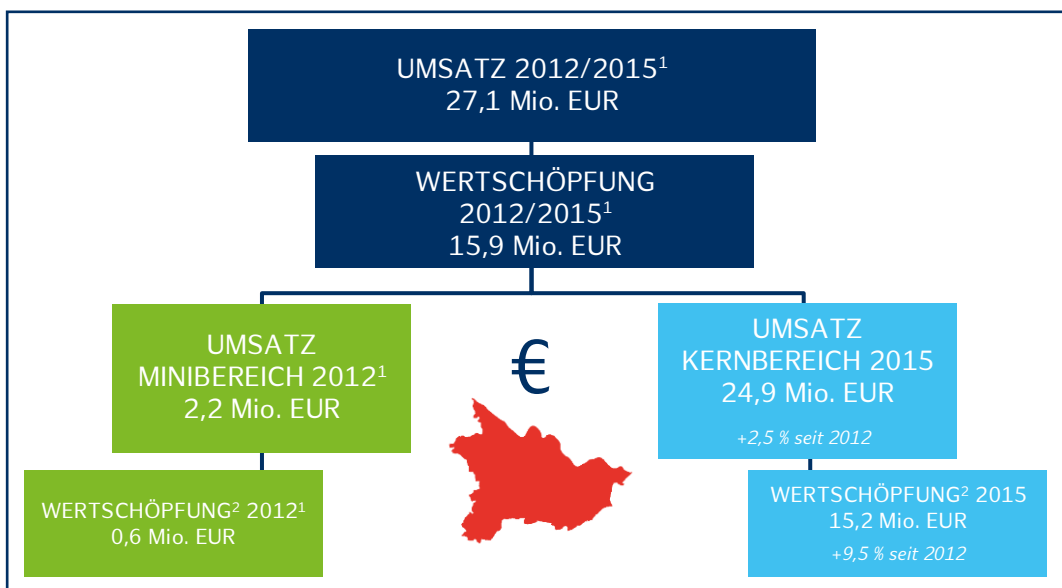 UMSATZ 2012/2015¹
27,1 Mio. EUR
WERTSCHÖPFUNG
2012/2015¹
15,9 Mio. EUR
UMSATZ
MINIBEREICH 2012¹
2,2 Mio. EUR
€
UMSATZ
KERNBEREICH 2015
24,9 Mio. EUR
+2,5 % seit 2012
WERTSCHÖPFUNG² 2012¹
0,6 Mio. EUR
WERTSCHÖPFUNG² 2015
15,2 Mio. EUR
+9,5 % seit 2012